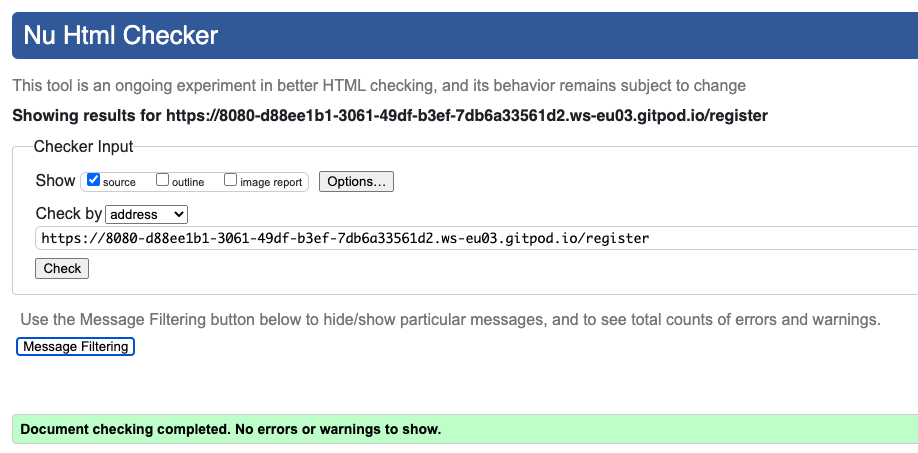 Nu Html Checker
This tool is an ongoing experiment in better HTML checking, and its behavior remains subject to change
Showing results for https://8080-d88ee1b1-3061-49df-b3ef-7db6a33561d2.ws-eu03.gitpod.io/register
Checker Input
Show source outline image report Options...
Check by address
https://8080-d88ee1b1-3061-49df-b3ef-7db6a33561d2.ws-eu03.gitpod.io/register
Check
Use the Message Filtering button below to hide/show particular messages, and to see total counts of errors and warnings.
Message Filtering
Document checking completed. No errors or warnings to show.